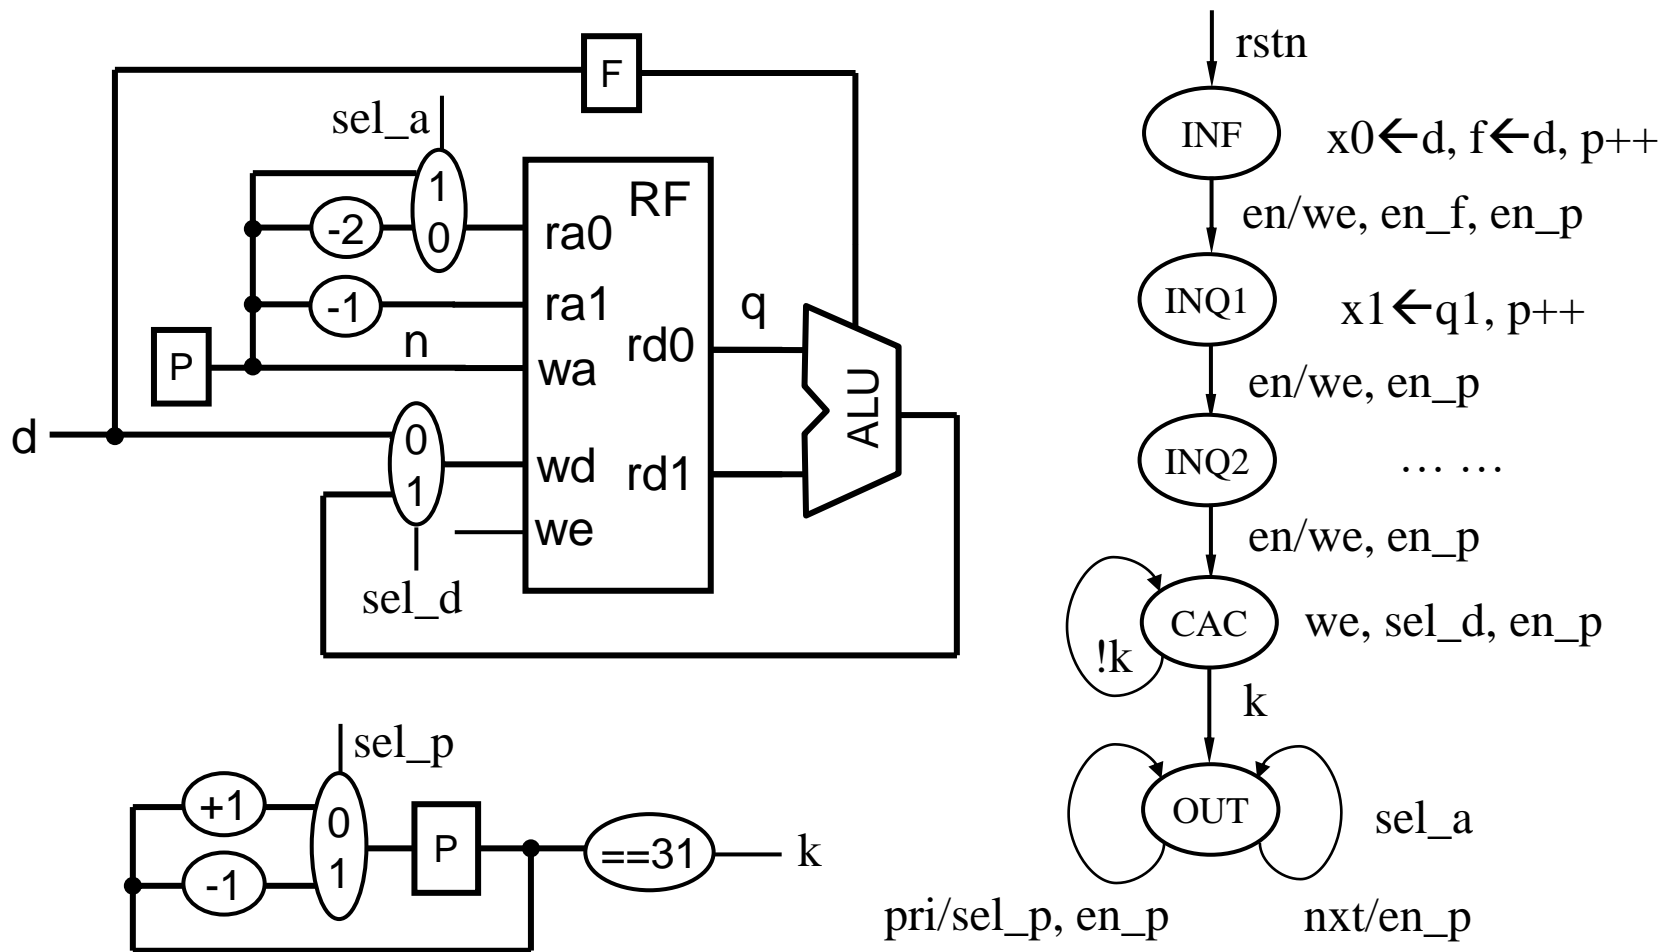 F
sel_a
1
0
-2
-1
RF
ra0
ra1
n
wa
P
rd0
q
ALU
d
0
1
wd
rd1
we
sel_d
sel_p
+1
-1
0
1
P
==31
k
rstn
INF
x0←d, f←d, p++
en/we, en_f, en_p
INQ1
x1←q1, p++
en/we, en_p
INQ2
… …
en/we, en_p
CAC
we, sel_d, en_p
!k
k
OUT
sel_a
pri/sel_p, en_p
nxt/en_p